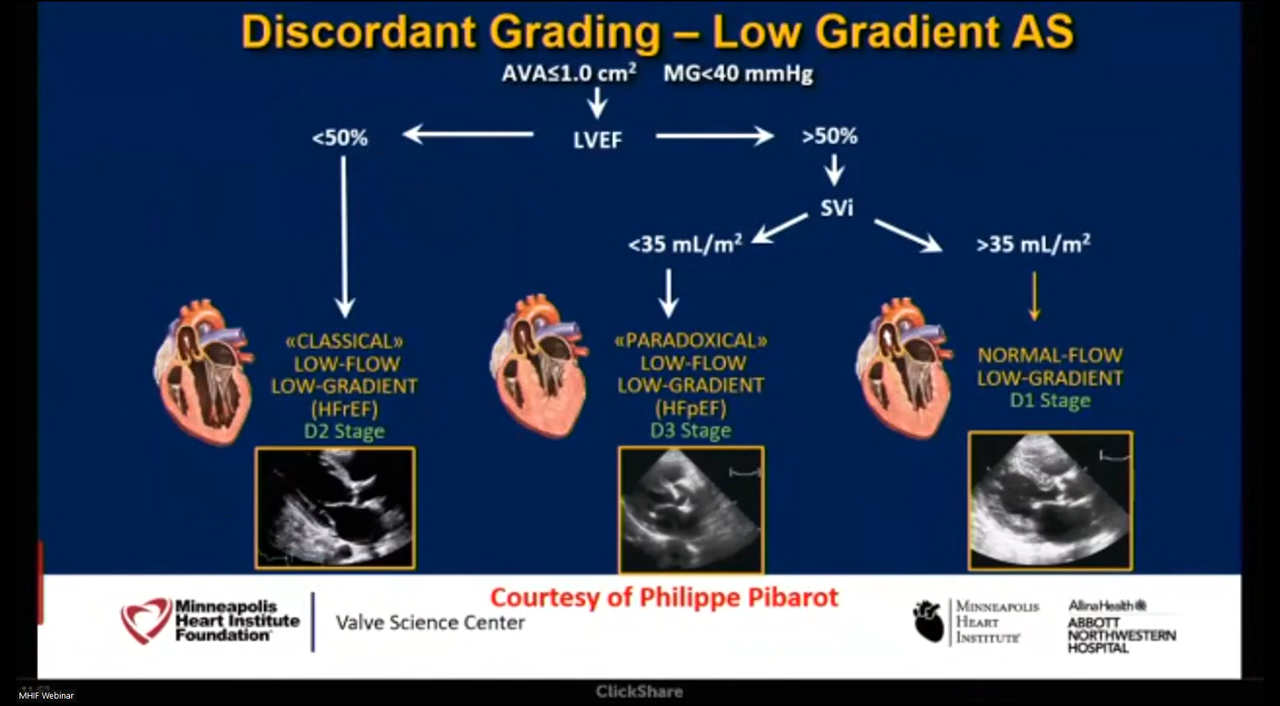 Discordant Grading – Low Gradient AS
AVA≤1.0 cm² MG<40 mmHg
<50% LVEF >50%
SVi
<35 mL/m² >35 mL/m²
«CLASSICAL»
LOW-FLOW
LOW-GRADIENT
(HFrEF)
D2 Stage
«PARADOXICAL»
LOW-FLOW
LOW-GRADIENT
(HFpEF)
D3 Stage
NORMAL-FLOW
LOW-GRADIENT
D1 Stage
Courtesy of Philippe Pibarot
Minneapolis
Heart Institute
Foundation
Valve Science Center
MINNEAPOLIS
HEART
INSTITUTE
AllinaHealth
ABBOTT
NORTHWESTERN
HOSPITAL
MHIF Webinar
ClickShare